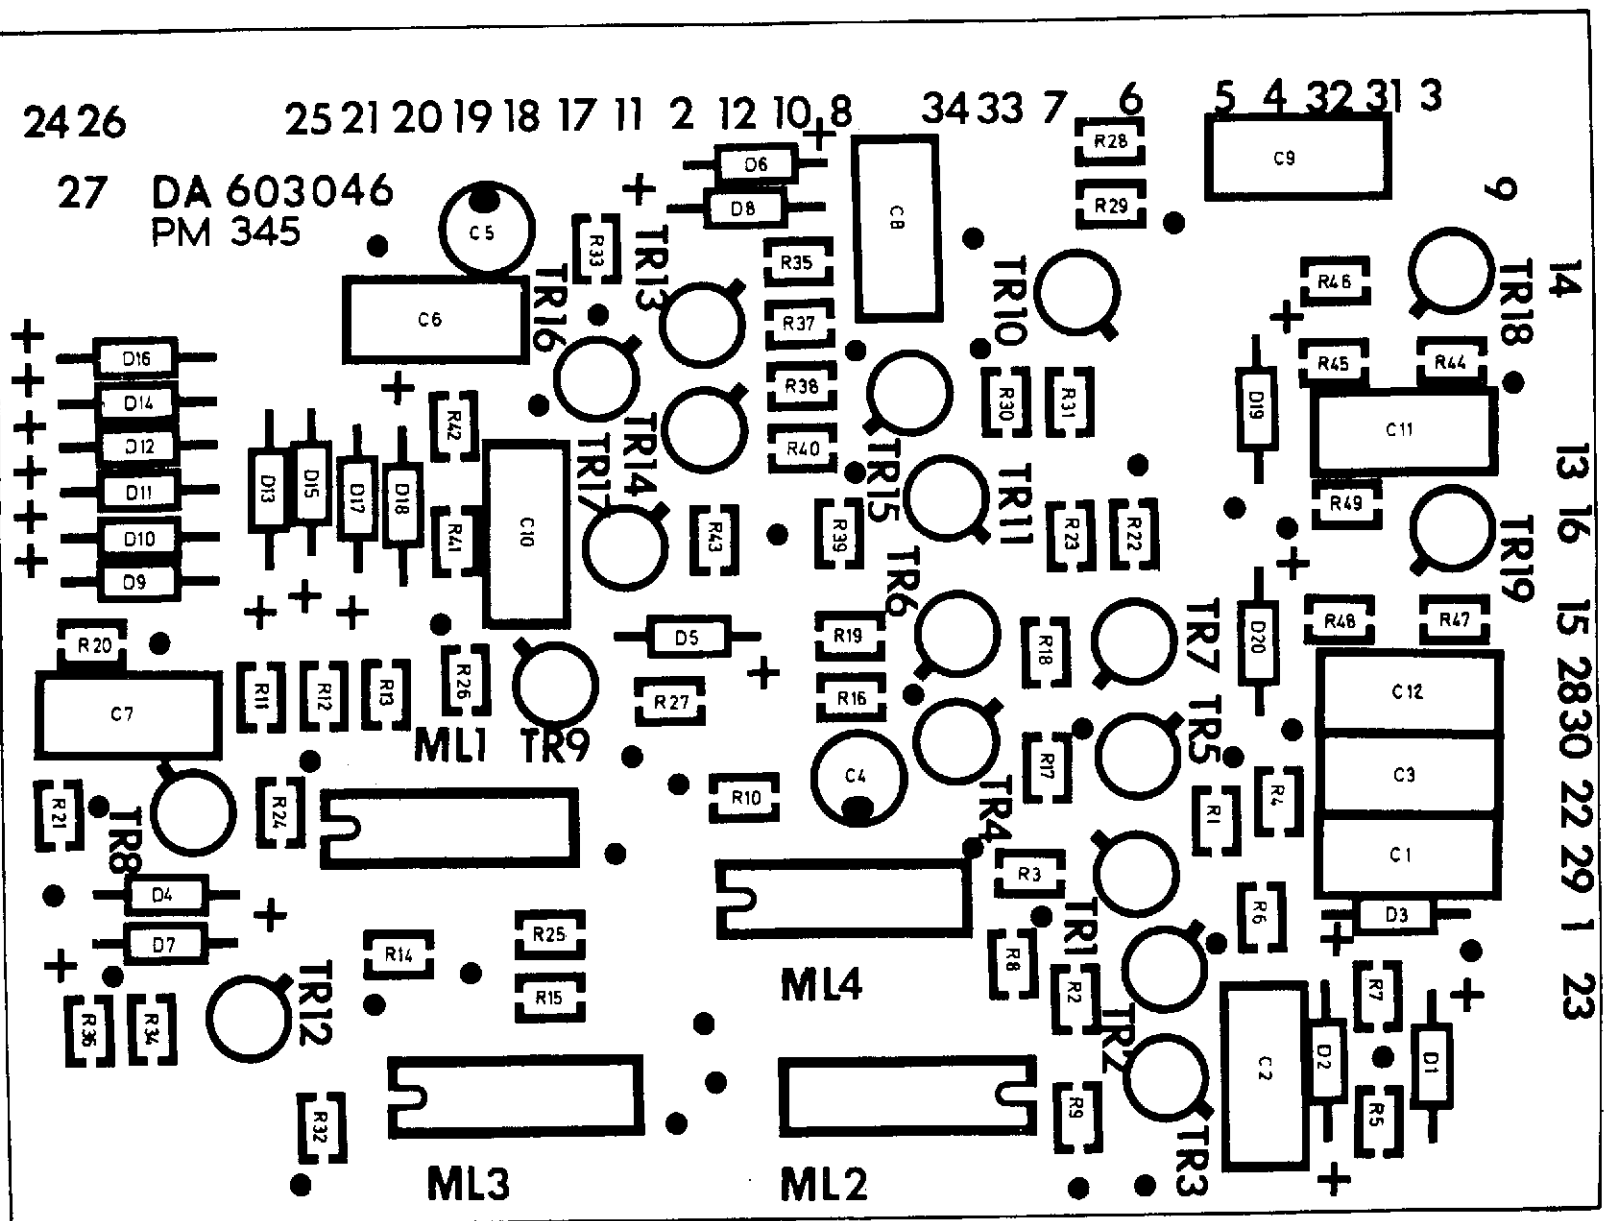 24 26 25 21 20 19 18 17 11 2 12 10 8 34 33 7 6 5 4 32 31 3
27 DA 603046
PM 345
+
D6
D8
+
C5
R33
TR13
C8
R28
R29
C9
9
C6
TR16
R35
R37
R38
R40
TR10
R46
TR18
14
+
+
+
+
+
+
D16
D14
D12
D11
D10
D9
+
R42
R41
D13
D15
D17
D18
+
+
+
C10
TR17
TR14
R43
R39
TR15
TR11
R30
R31
R23
R22
+
D19
R45
R44
C11
R49
13
16
TR19
+
D20
R48
R47
15
R20
C7
R11
R12
R13
R26
ML1
TR9
D5
+
R27
R19
R16
TR6
R18
TR7
TR5
R17
C12
C3
C1
28
30
22
29
1
23
R21
TR8
R24
R10
C4
TR4
R3
R1
R4
R6
D3
+
D4
D7
+
+
R14
R25
R15
ML4
R8
TR1
R2
TR2
R36
R34
TR12
R32
ML3
ML2
R9
TR3
C2
D2
R7
R5
D1
+
+